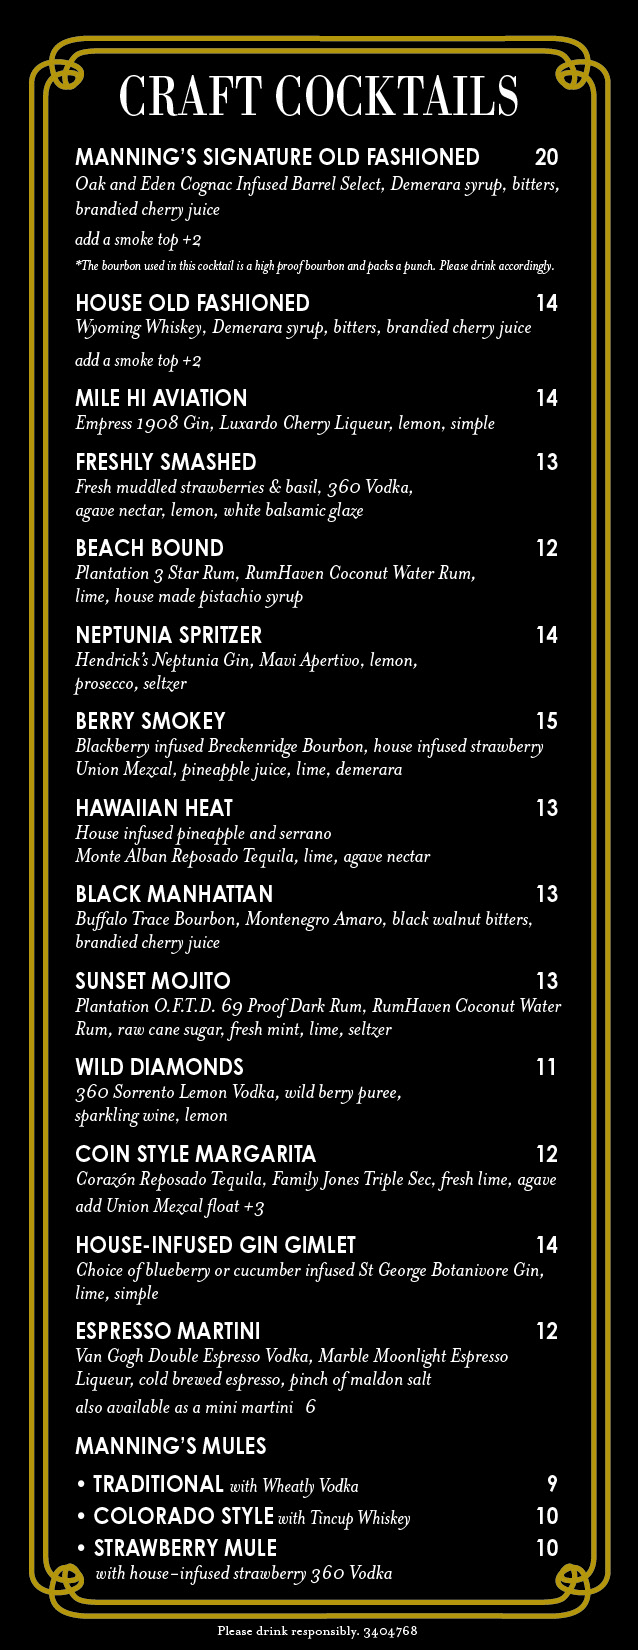 CRAFT COCKTAILS
MANNING'S SIGNATURE OLD FASHIONED 20
Oak and Eden Cognac Infused Barrel Select, Demerara syrup, bitters,
brandied cherry juice
add a smoke top +2
*The bourbon used in this cocktail is a high proof bourbon and packs a punch. Please drink accordingly.
HOUSE OLD FASHIONED 14
Wyoming Whiskey, Demerara syrup, bitters, brandied cherry juice
add a smoke top +2
MILE HI AVIATION 14
Empress 1908 Gin, Luxardo Cherry Liqueur, lemon, simple
FRESHLY SMASHED 13
Fresh muddled strawberries & basil, 360 Vodka,
agave nectar, lemon, white balsamic glaze
BEACH BOUND 12
Plantation 3 Star Rum, RumHaven Coconut Water Rum,
lime, house made pistachio syrup
NEPTUNIA SPRITZER 14
Hendrick's Neptunia Gin, Mavi Apertivo, lemon,
prosecco, seltzer
BERRY SMOKEY 15
Blackberry infused Breckenridge Bourbon, house infused strawberry
Union Mezcal, pineapple juice, lime, demerara
HAWAIIAN HEAT 13
House infused pineapple and serrano
Monte Alban Reposado Tequila, lime, agave nectar
BLACK MANHATTAN 13
Buffalo Trace Bourbon, Montenegro Amaro, black walnut bitters,
brandied cherry juice
SUNSET MOJITO 13
Plantation O.F.T.D. 69 Proof Dark Rum, RumHaven Coconut Water
Rum, raw cane sugar, fresh mint, lime, seltzer
WILD DIAMONDS 11
360 Sorrento Lemon Vodka, wild berry puree,
sparkling wine, lemon
COIN STYLE MARGARITA 12
Corazón Reposado Tequila, Family Jones Triple Sec, fresh lime, agave
add Union Mezcal float +3
HOUSE-INFUSED GIN GIMLET 14
Choice of blueberry or cucumber infused St George Botanivore Gin,
lime, simple
ESPRESSO MARTINI 12
Van Gogh Double Espresso Vodka, Marble Moonlight Espresso
Liqueur, cold brewed espresso, pinch of maldon salt
also available as a mini martini 6
MANNING'S MULES
• TRADITIONAL with Wheatly Vodka 9
• COLORADO STYLE with Tincup Whiskey 10
• STRAWBERRY MULE 10
with house-infused strawberry 360 Vodka
Please drink responsibly. 3404768